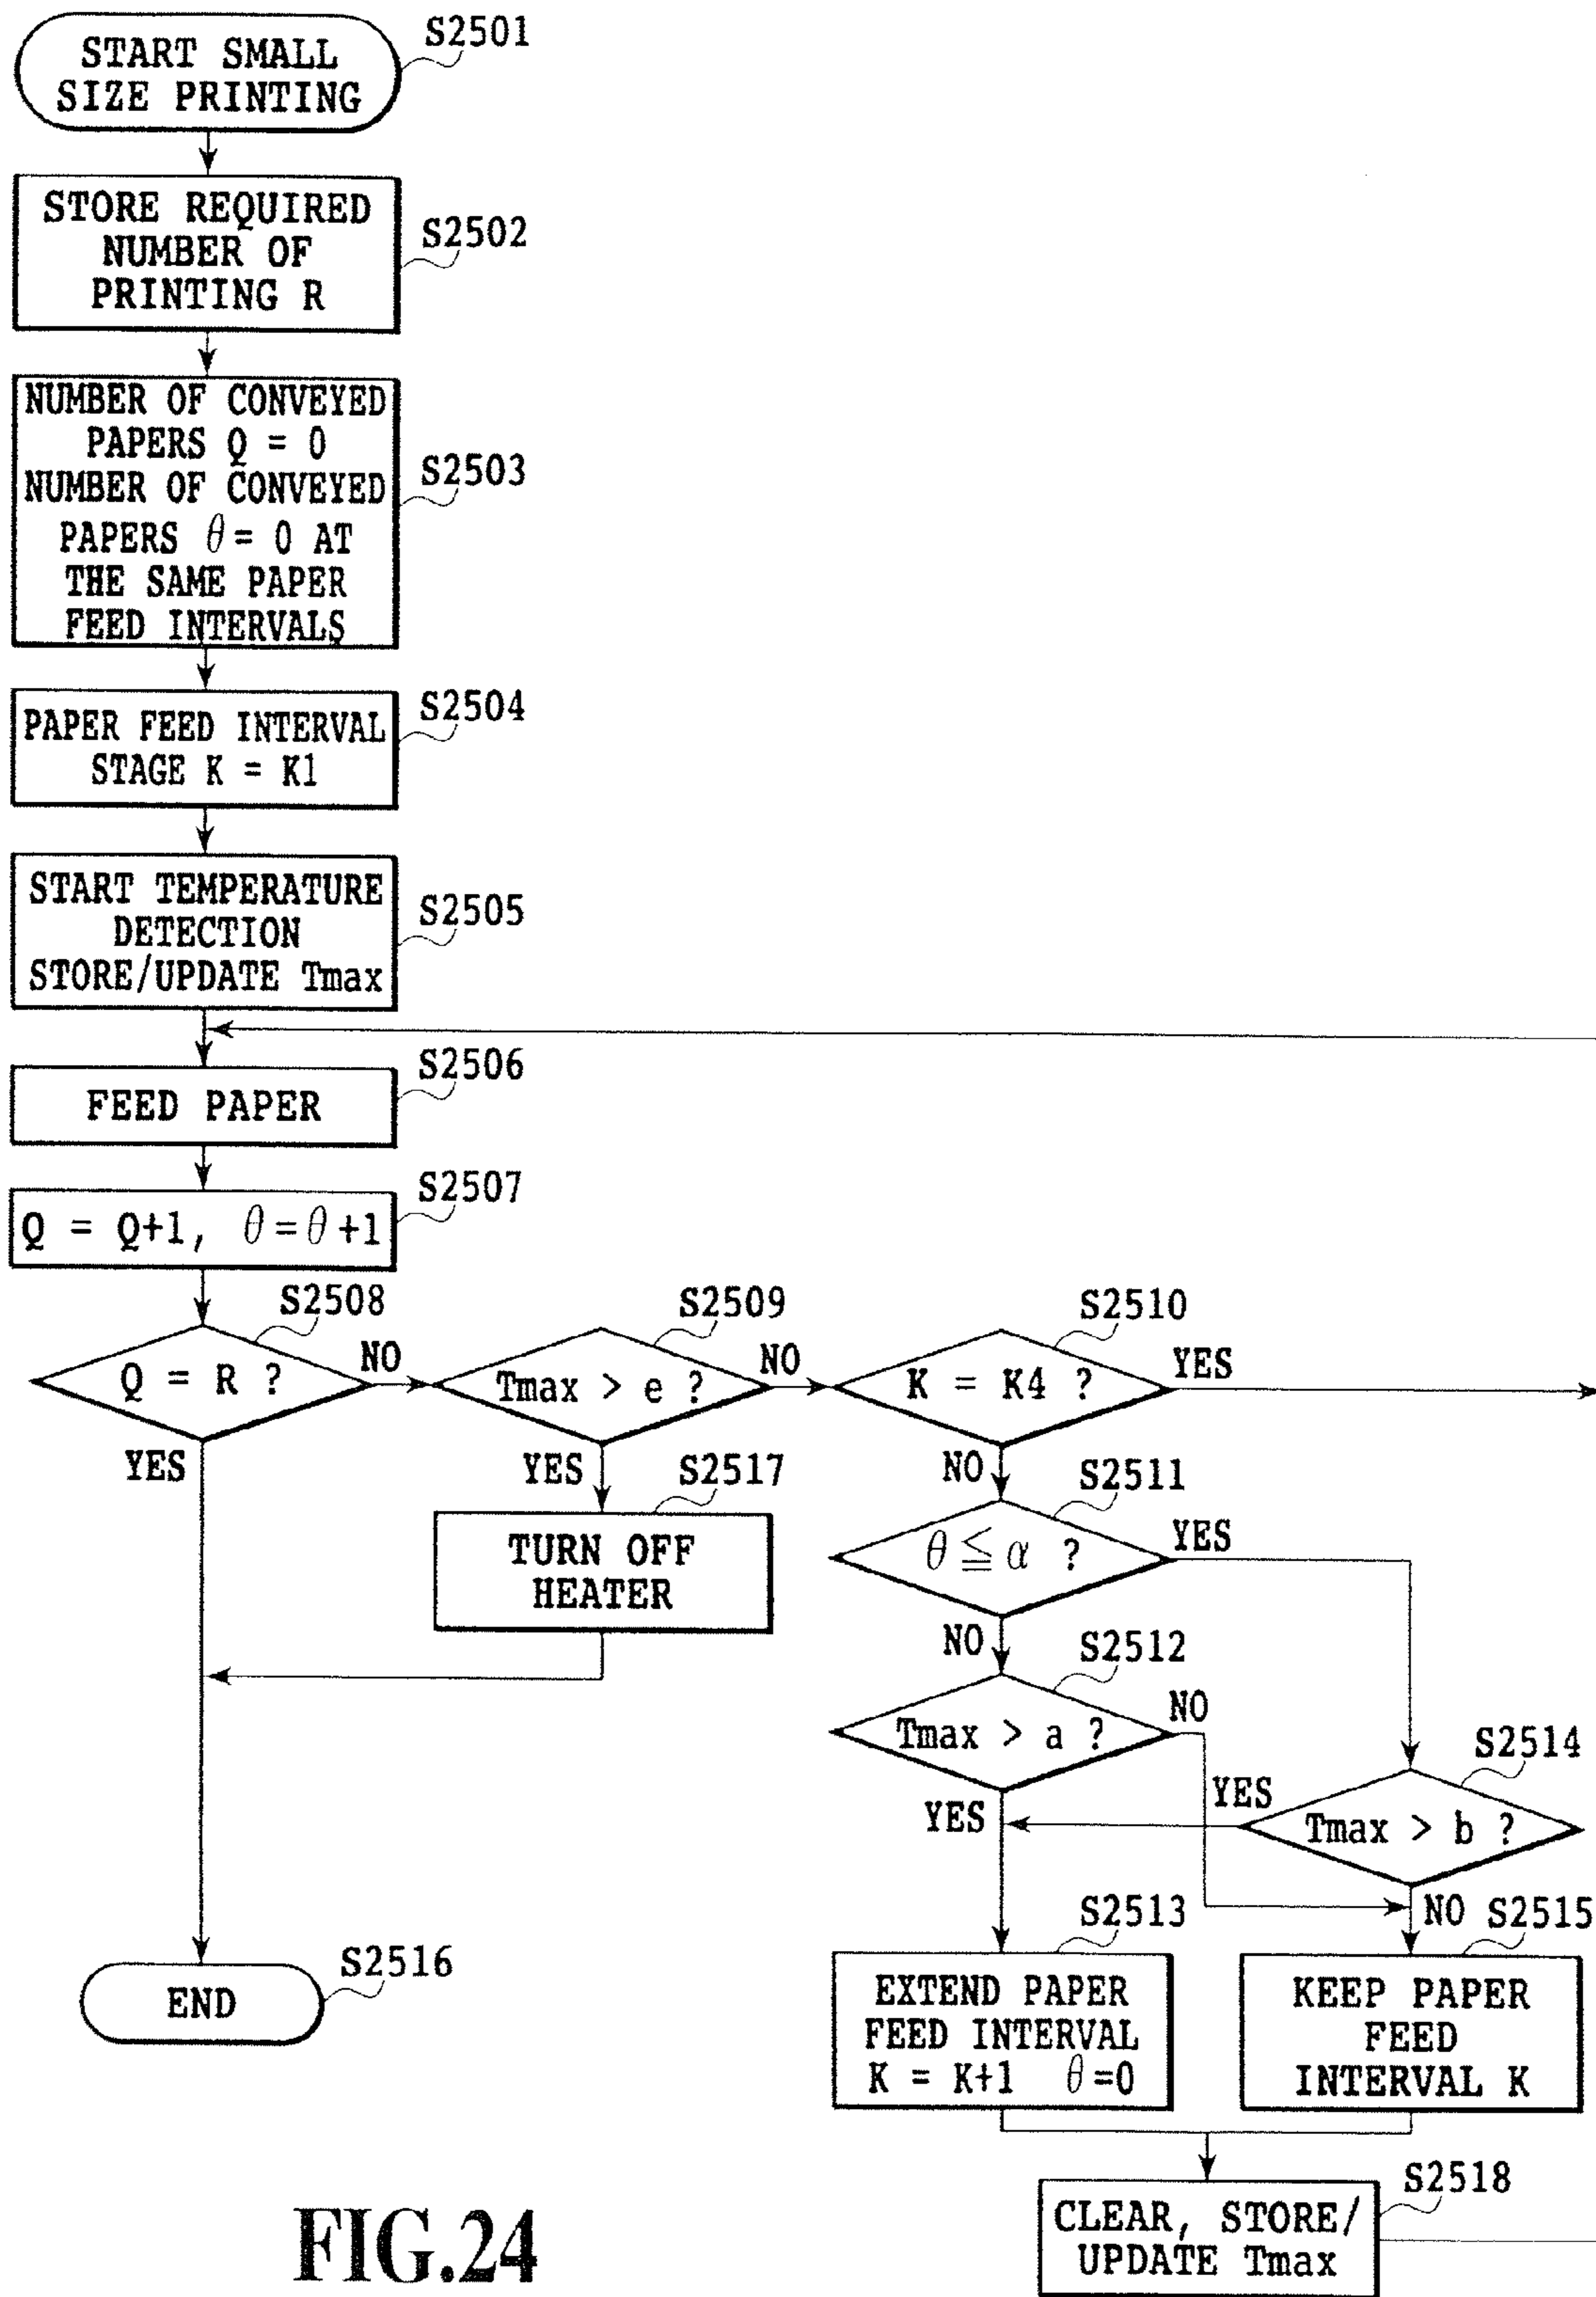 START SMALL
SIZE PRINTING
S2501
STORE REQUIRED
NUMBER OF
PRINTING R
S2502
NUMBER OF CONVEYED
PAPERS Q = 0
NUMBER OF CONVEYED
PAPERS θ = 0 AT
THE SAME PAPER
FEED INTERVALS
S2503
PAPER FEED INTERVAL
STAGE K = K1
S2504
START TEMPERATURE
DETECTION
STORE/UPDATE Tmax
S2505
FEED PAPER
S2506
Q = Q+1, θ = θ +1
S2507
Q = R ?
S2508
NO
YES
Tmax > e ?
S2509
NO
YES
K = K4 ?
S2510
YES
NO
TURN OFF
HEATER
S2517
θ ≦ α ?
S2511
YES
NO
Tmax > a ?
S2512
NO
YES
Tmax > b ?
S2514
YES
NO
EXTEND PAPER
FEED INTERVAL
K = K+1 θ =0
S2513
KEEP PAPER
FEED
INTERVAL K
S2515
END
S2516
CLEAR, STORE/
UPDATE Tmax
S2518
FIG.24